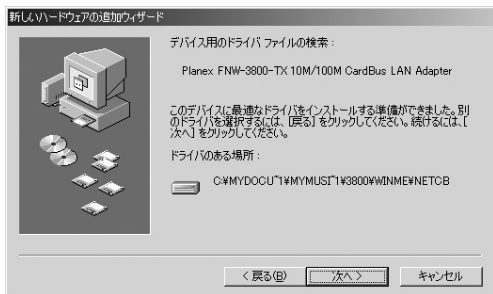 新しいハードウェアの追加ウィザード
デバイス用のドライバ ファイルの検索：
Planex FNW-3800-TX 10M/100M CardBus LAN Adapter
このデバイスに最適なドライバをインストールする準備ができました。別
のドライバを選択するには、[戻る] をクリックしてください。続けるには、[
次へ] をクリックしてください。
ドライバのある場所：
C:¥MYDOCU~1¥MYMUSI~1¥3800¥WINME¥NETCB
< 戻る(B)
次へ >
キャンセル